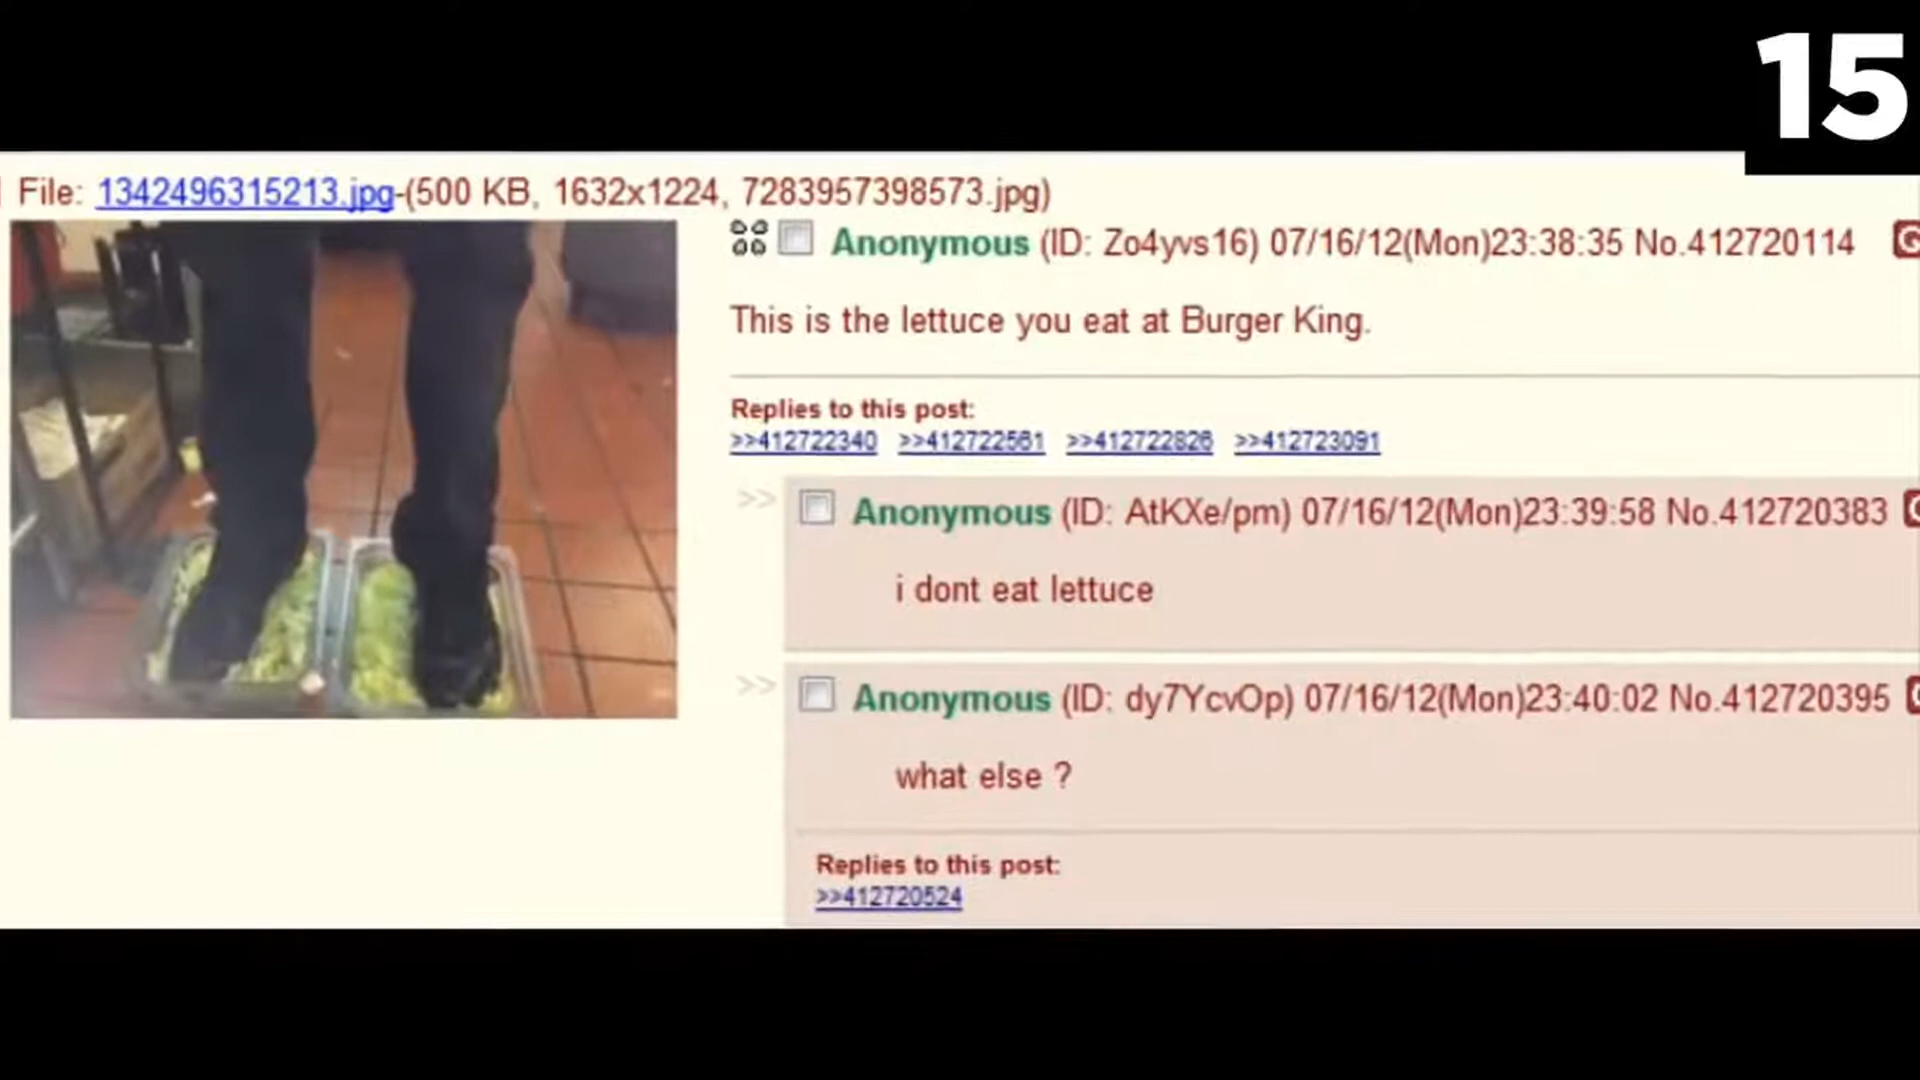 15
File: 1342496315213.jpg-(500 KB, 1632x1224, 7283957398573.jpg)
Anonymous (ID: Zo4yvs16) 07/16/12(Mon)23:38:35 No.412720114
This is the lettuce you eat at Burger King.
Replies to this post:
>>412722340 >>412722561 >>412722826 >>412723091
>> Anonymous (ID: AtKXe/pm) 07/16/12(Mon)23:39:58 No.412720383
i dont eat lettuce
>> Anonymous (ID: dy7YcvOp) 07/16/12(Mon)23:40:02 No.412720395
what else ?
Replies to this post:
>>412720524